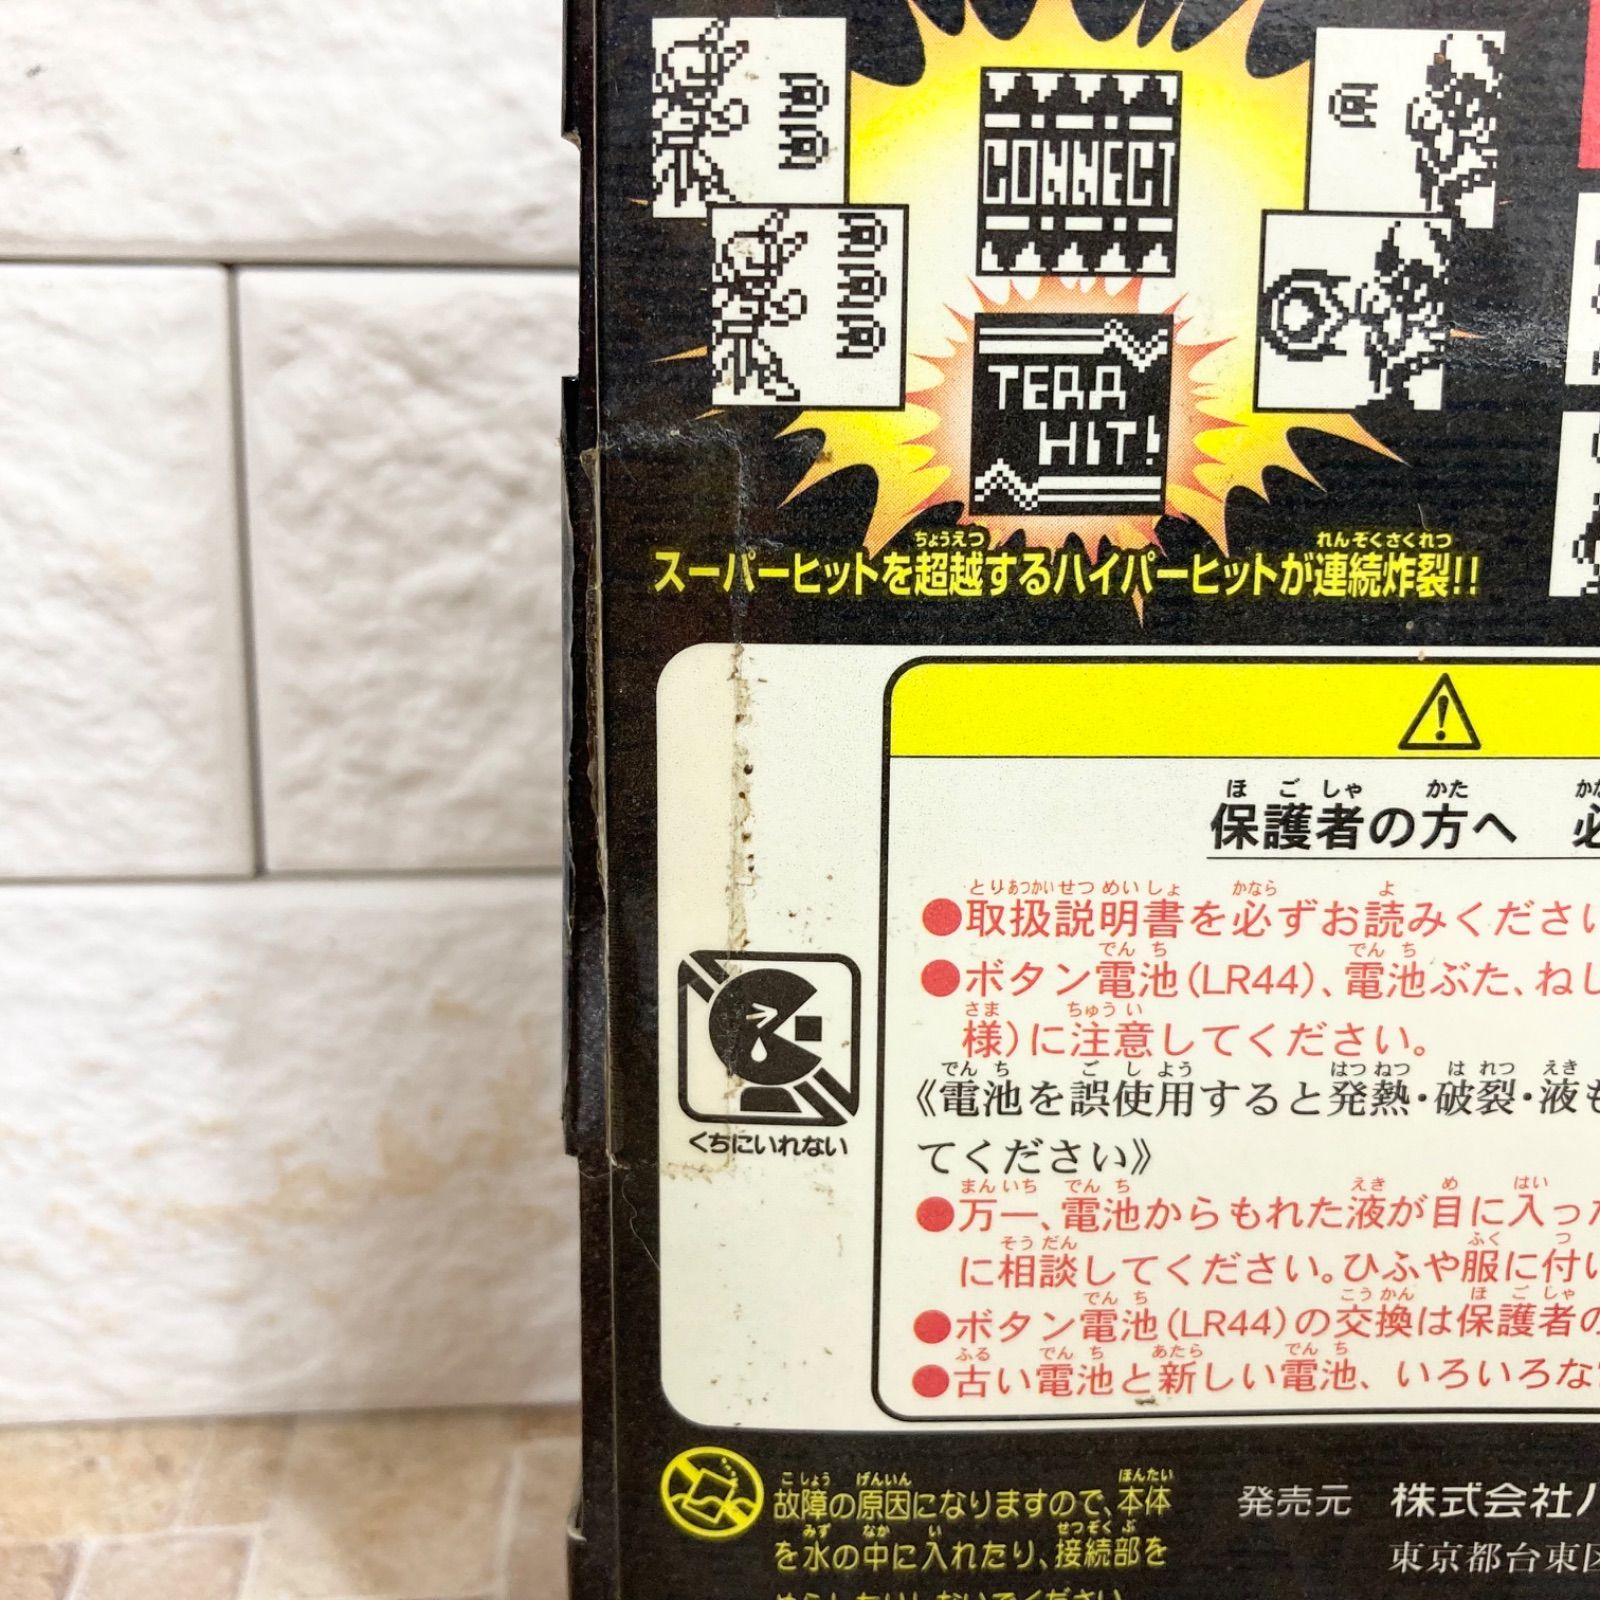 CONNECT
TERA
HIT!
ちょうえつ れんぞくさくれつ
スーパーヒットを超越するハイパーヒットが連続炸裂!!
ほごしゃ かた
保護者の方へ 必
とりあつかいせつめいしょ かなら よ
●取扱説明書を必ずお読みくださ
でんち でんち
●ボタン電池(LR44)、電池ぶた、ねじ
さま ちゅうい
様)に注意してください。
でんち ごしよう はつねつ はれつ えき
《電池を誤使用すると発熱・破裂・液も
てください》
まんいち でんち えき め はい
●万一、電池からもれた液が目に入った
そうだん ふく つ
に相談してください。ひふや服に付い
でんち こうかん ほごしゃ
●ボタン電池(LR44)の交換は保護者の
ふる でんち あたら でんち
●古い電池と新しい電池、いろいろな
くちにいれない
こしょう げんいん ほんたい
故障の原因になりますので、本体
みず なか い せつぞくぶ
を水の中に入れたり、接続部を
発売元 株式会社バ
東京都台東区